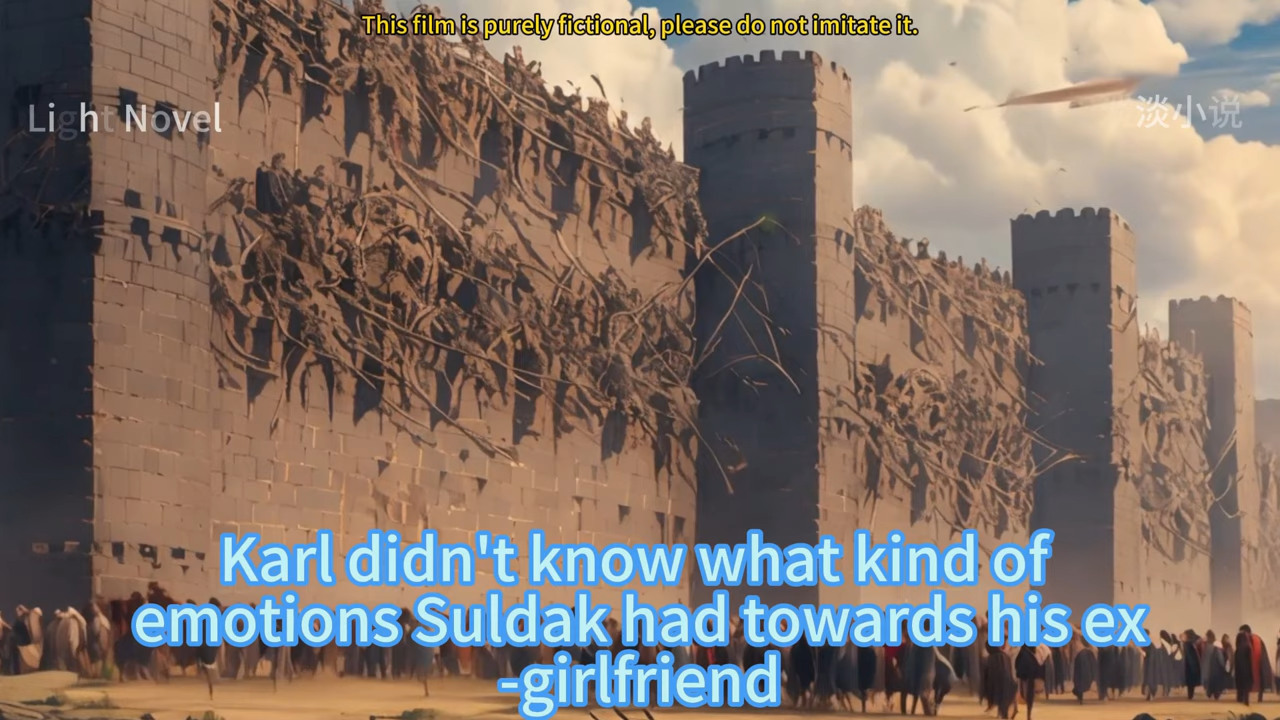 This film is purely fictional, please do not imitate it.
Light Novel
淡小说
Karl didn't know what kind of
emotions Suldak had towards his ex
-girlfriend